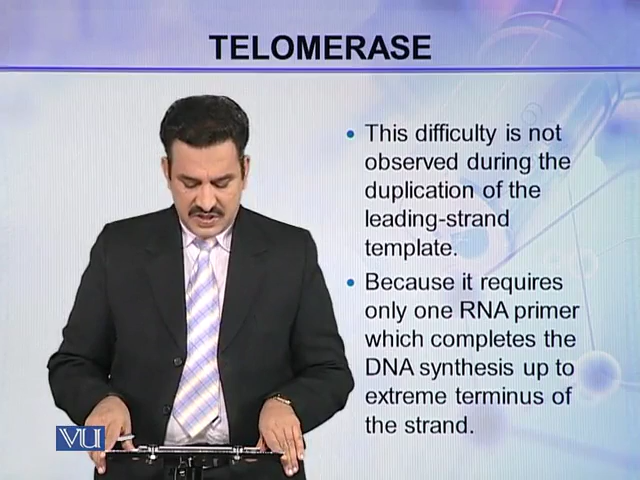 TELOMERASE
• This difficulty is not
observed during the
duplication of the
leading-strand
template.
• Because it requires
only one RNA primer
which completes the
DNA synthesis up to
extreme terminus of
the strand.
VU